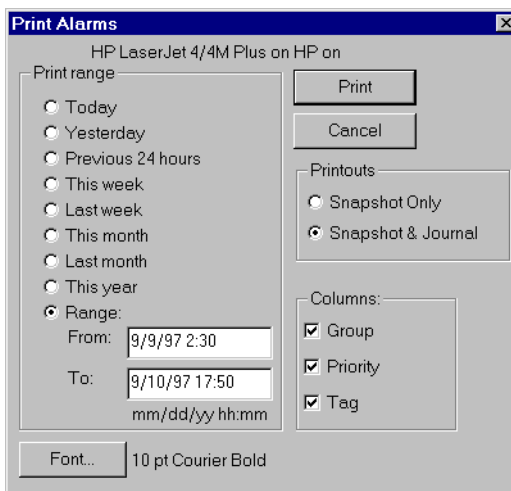 Print Alarms
HP LaserJet 4/4M Plus on HP on
Print range
Today
Yesterday
Previous 24 hours
This week
Last week
This month
Last month
This year
Range:
From: 9/9/97 2:30
To: 9/10/97 17:50
mm/dd/yy hh:mm
Print
Cancel
Printouts
Snapshot Only
Snapshot & Journal
Columns:
Group
Priority
Tag
Font... 10 pt Courier Bold